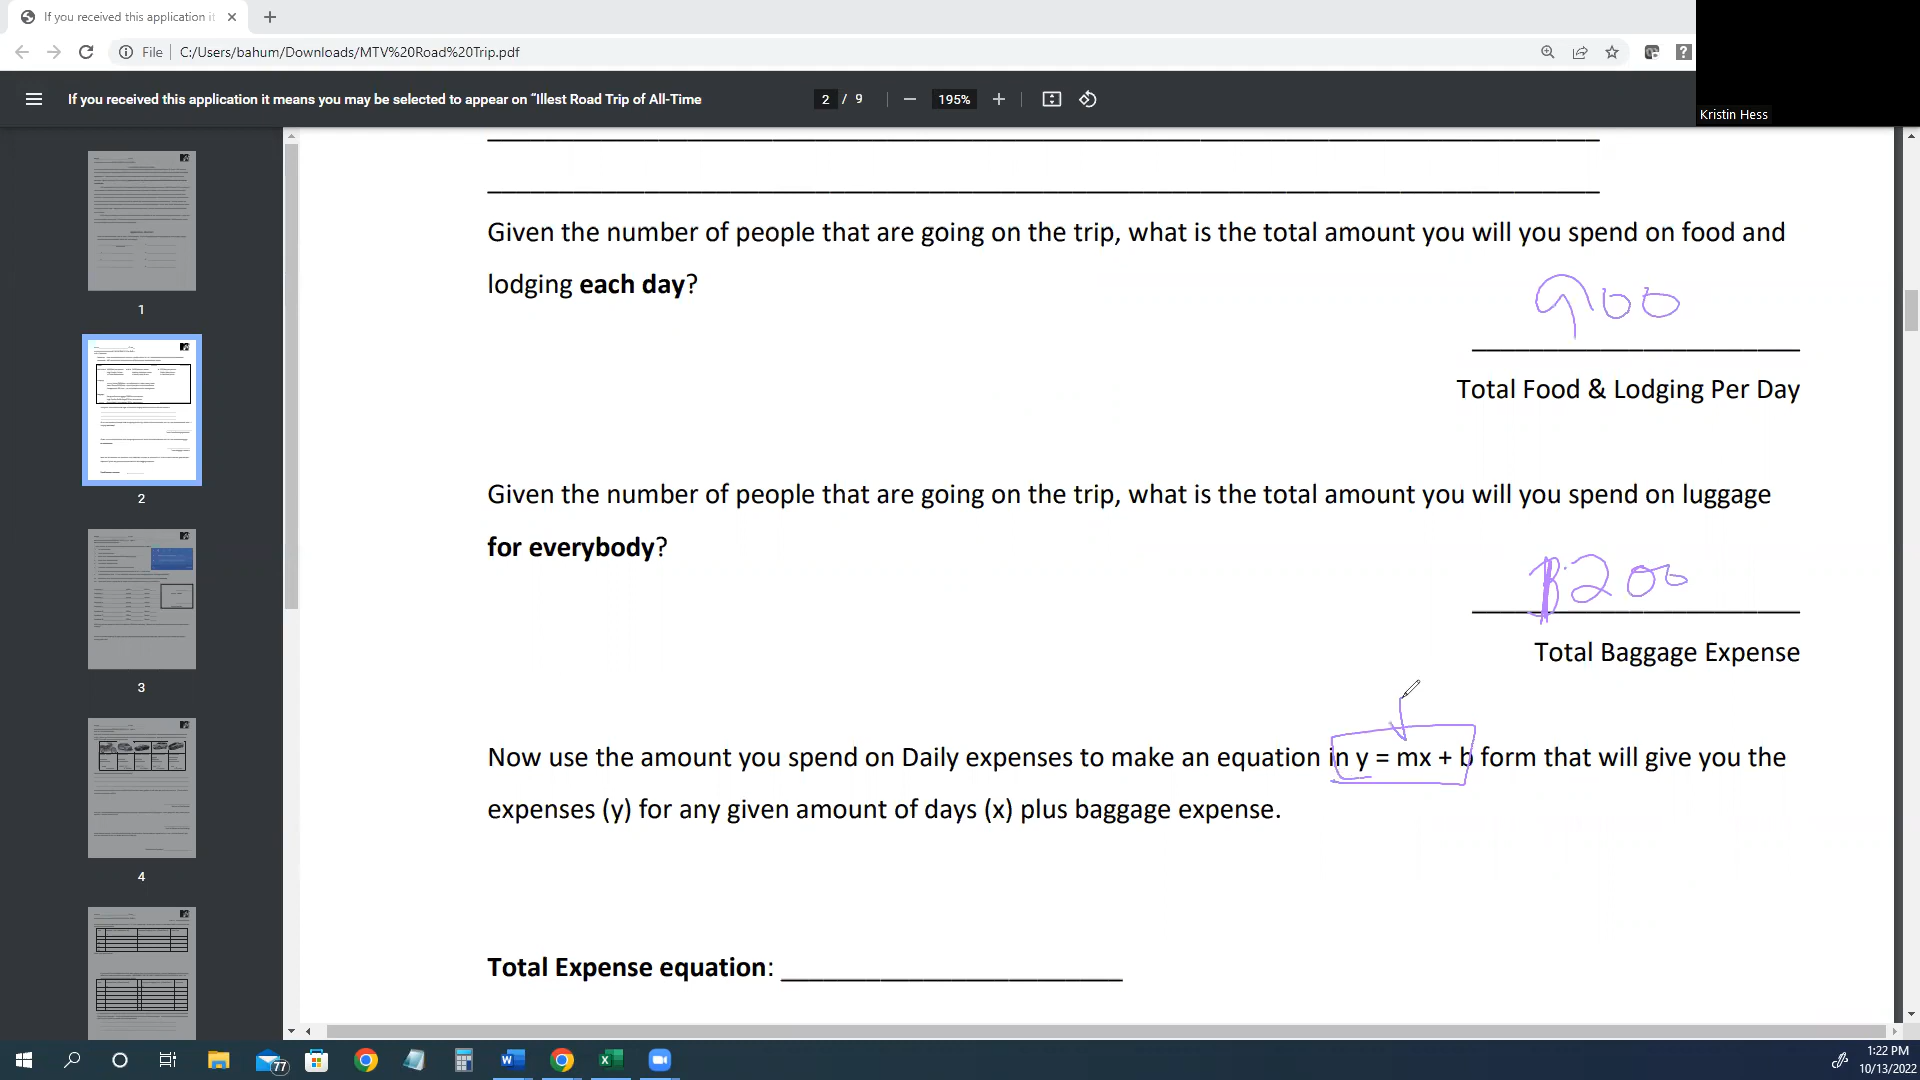 If you received this application it
File
C:/Users/bahum/Downloads/MTV%20Road%20Trip.pdf
If you received this application it means you may be selected to appear on “Illest Road Trip of All-Time
2 / 9
195%
Kristin Hess
1
2
3
4
Given the number of people that are going on the trip, what is the total amount you will you spend on food and
lodging each day?
900
Total Food & Lodging Per Day
Given the number of people that are going on the trip, what is the total amount you will you spend on luggage
for everybody?
$200
Total Baggage Expense
Now use the amount you spend on Daily expenses to make an equation in y = mx + b form that will give you the
expenses (y) for any given amount of days (x) plus baggage expense.
Total Expense equation:
77
1:22 PM
10/13/2022